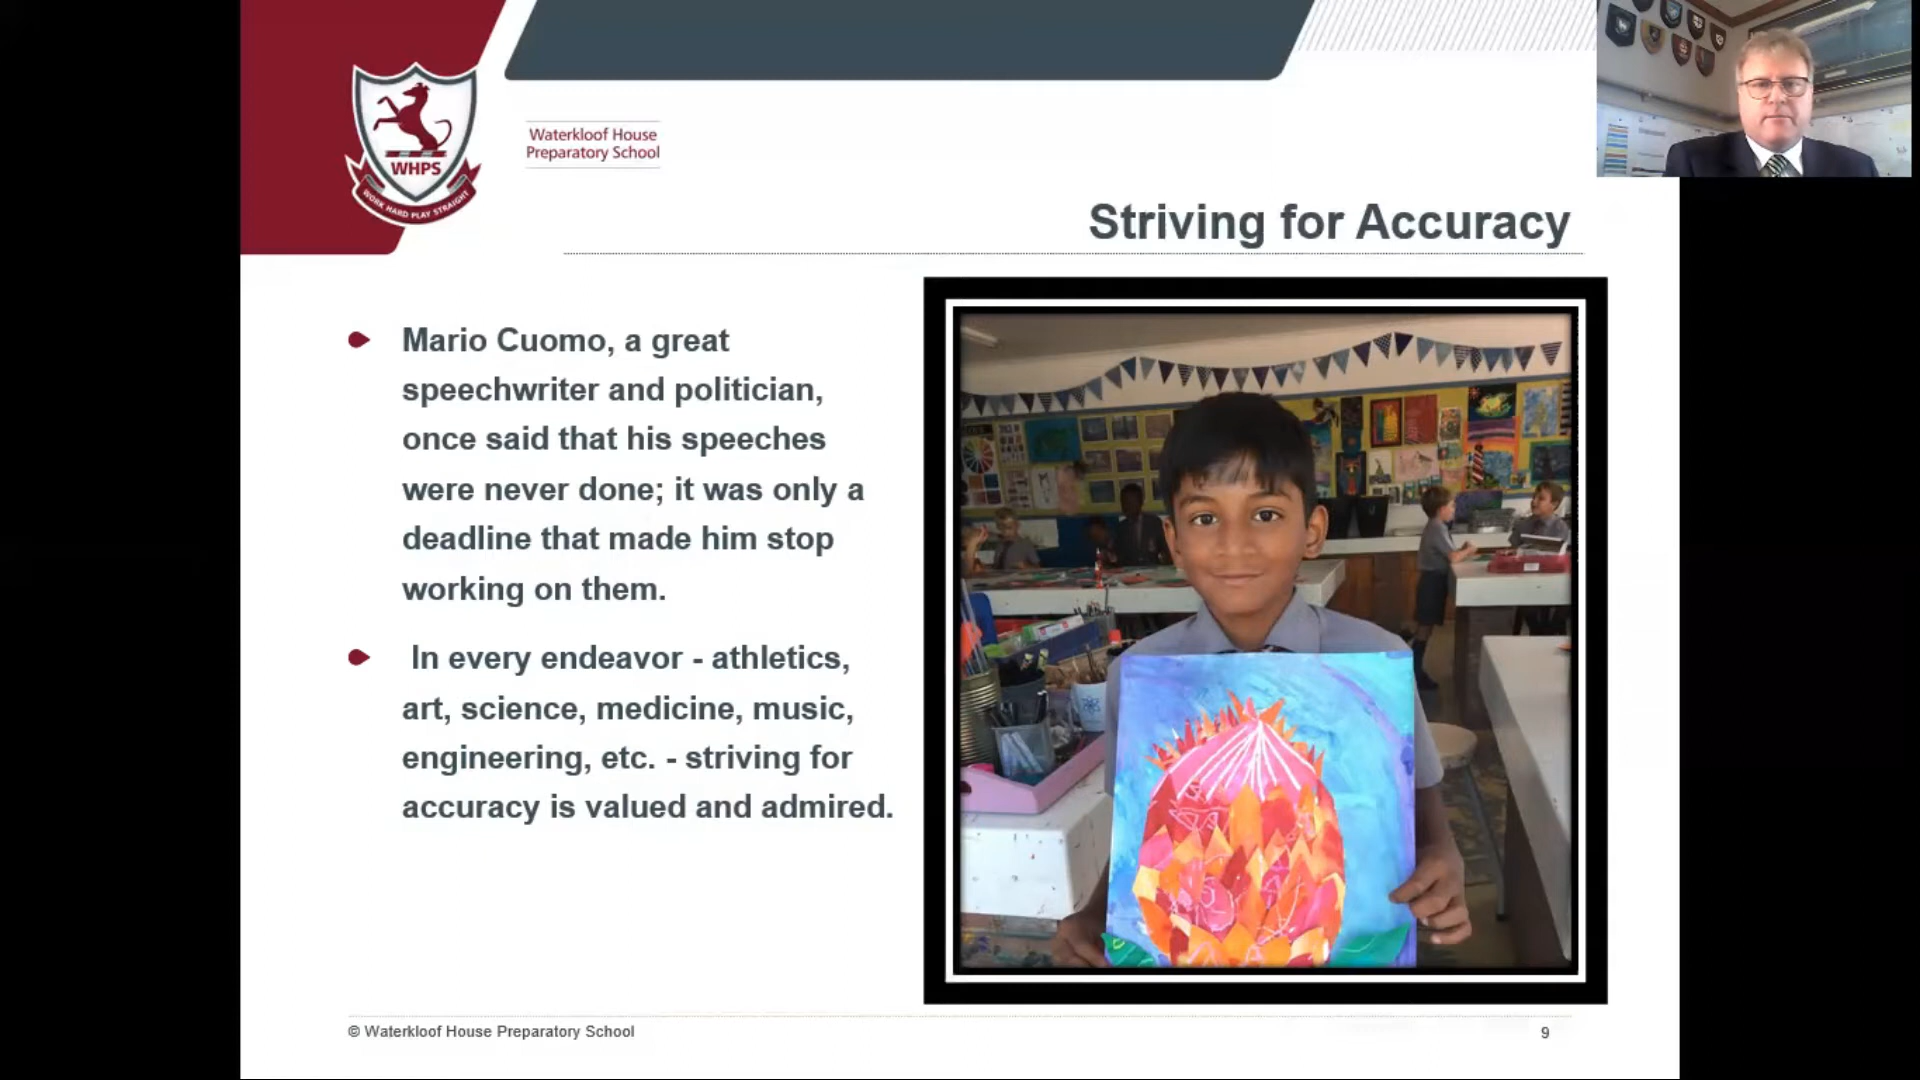 WHPS
WORK HARD PLAY STRAIGHT
Waterkloof House
Preparatory School
Striving for Accuracy
Mario Cuomo, a great
speechwriter and politician,
once said that his speeches
were never done; it was only a
deadline that made him stop
working on them.
In every endeavor - athletics,
art, science, medicine, music,
engineering, etc. - striving for
accuracy is valued and admired.
© Waterkloof House Preparatory School
9